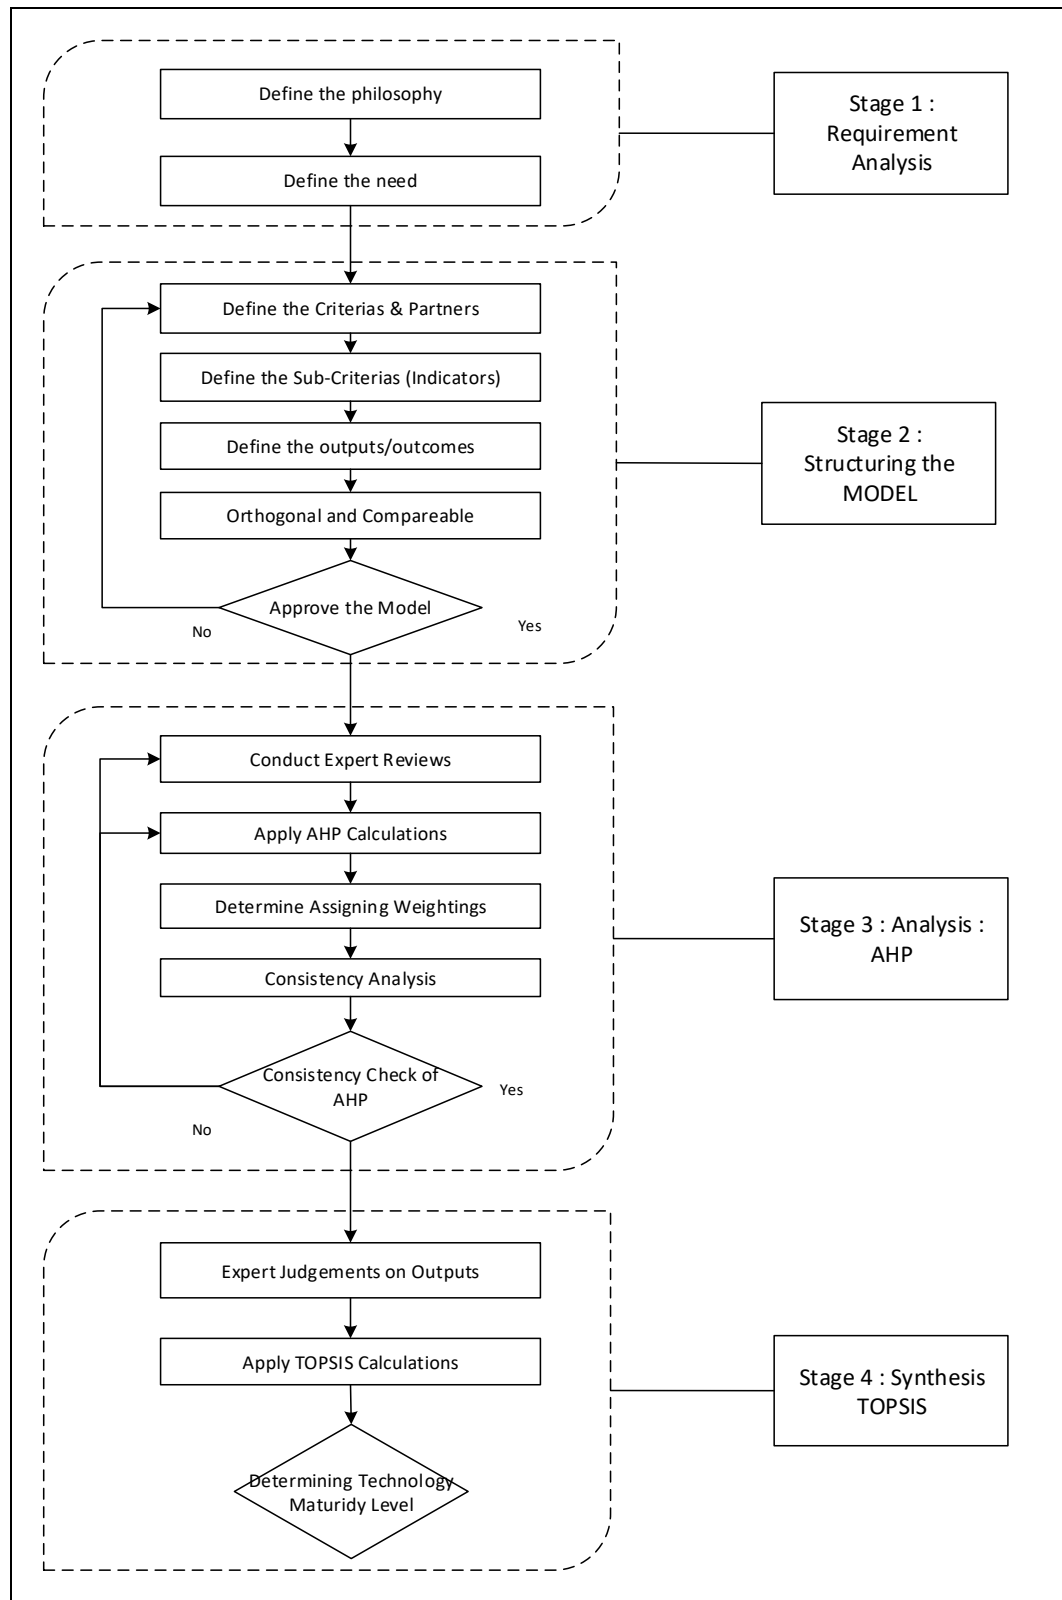 Define the philosophy
Define the need
Stage 1 :
Requirement
Analysis
Define the Criterias & Partners
Define the Sub-Criterias (Indicators)
Define the outputs/outcomes
Orthogonal and Compareable
Approve the Model
No
Yes
Stage 2 :
Structuring the
MODEL
Conduct Expert Reviews
Apply AHP Calculations
Determine Assigning Weightings
Consistency Analysis
Consistency Check of
AHP
Yes
No
Stage 3 : Analysis :
AHP
Expert Judgements on Outputs
Apply TOPSIS Calculations
Determining Technology
Maturidy Level
Stage 4 : Synthesis
TOPSIS